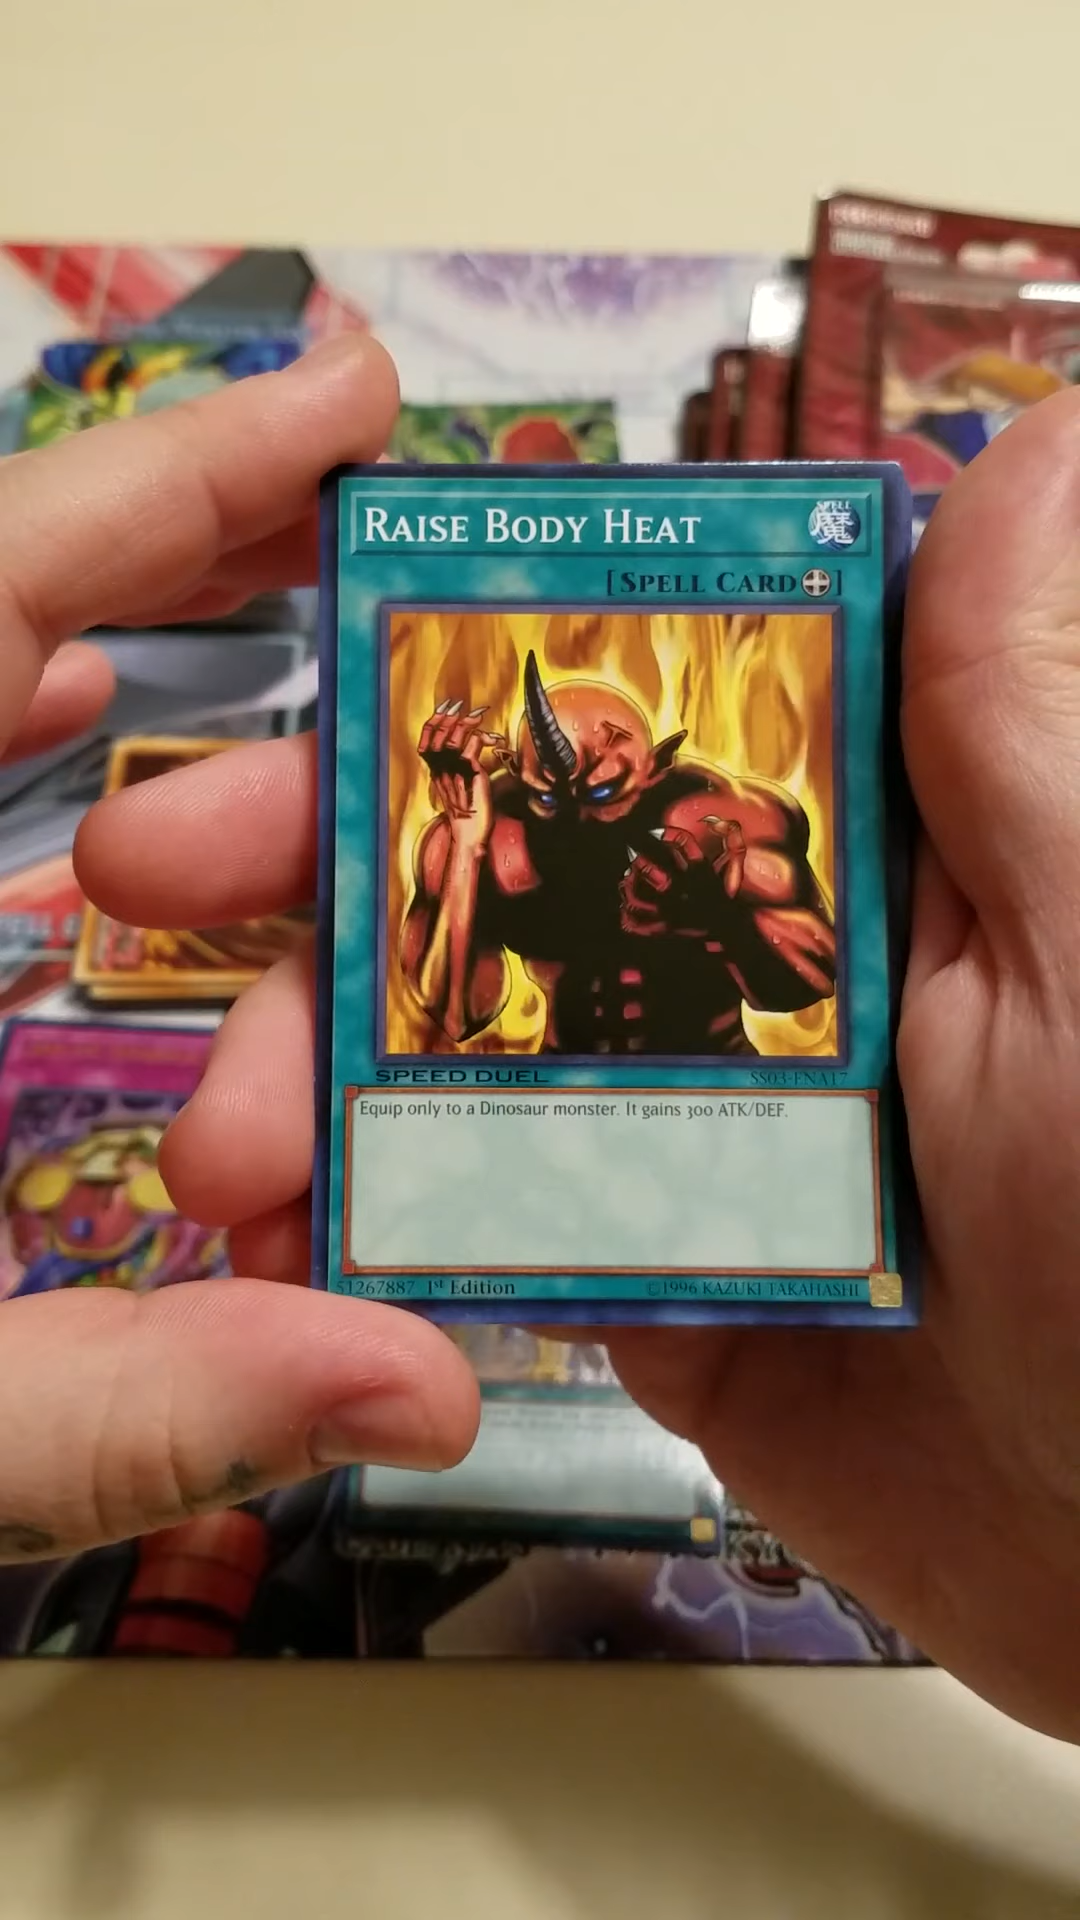 RAISE BODY HEAT
SPELL
魔
[SPELL CARD]
SPEED DUEL
SS03-ENA17
Equip only to a Dinosaur monster. It gains 300 ATK/DEF.
51267887 1st Edition
©1996 KAZUKI TAKAHASHI